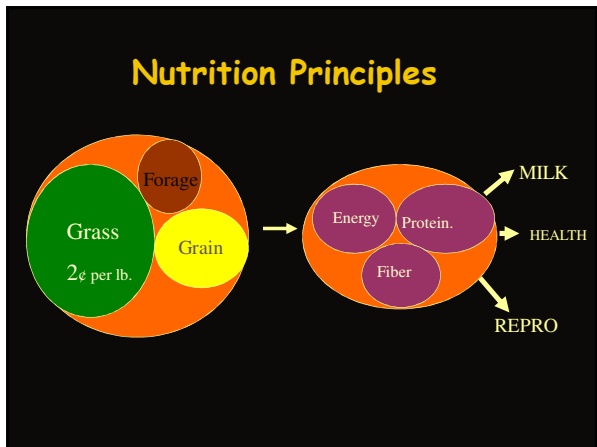 Nutrition Principles
Forage
Grass
2¢ per lb.
Grain
Energy
Protein.
Fiber
MILK
HEALTH
REPRO